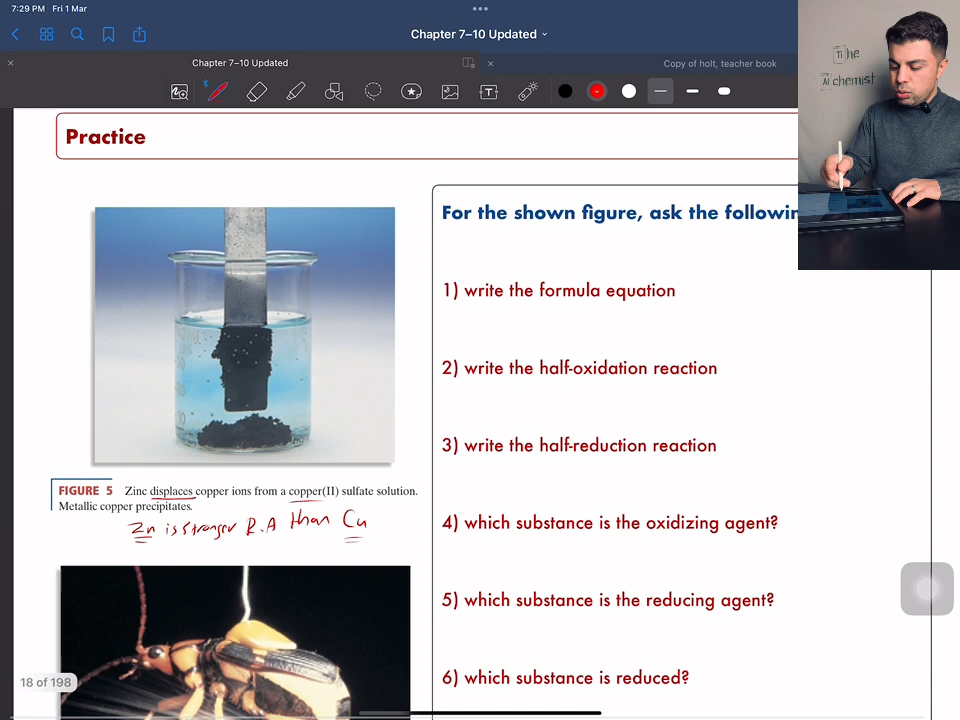 7:29 PM Fri 1 Mar
Chapter 7–10 Updated
Chapter 7–10 Updated
Copy of holt, teacher book
The
Alchemist
Practice
For the shown figure, ask the followin
1) write the formula equation
2) write the half-oxidation reaction
3) write the half-reduction reaction
4) which substance is the oxidizing agent?
5) which substance is the reducing agent?
6) which substance is reduced?
FIGURE 5 Zinc displaces copper ions from a copper(II) sulfate solution.
Metallic copper precipitates.
Zn is stronger R.A than Cu
18 of 198